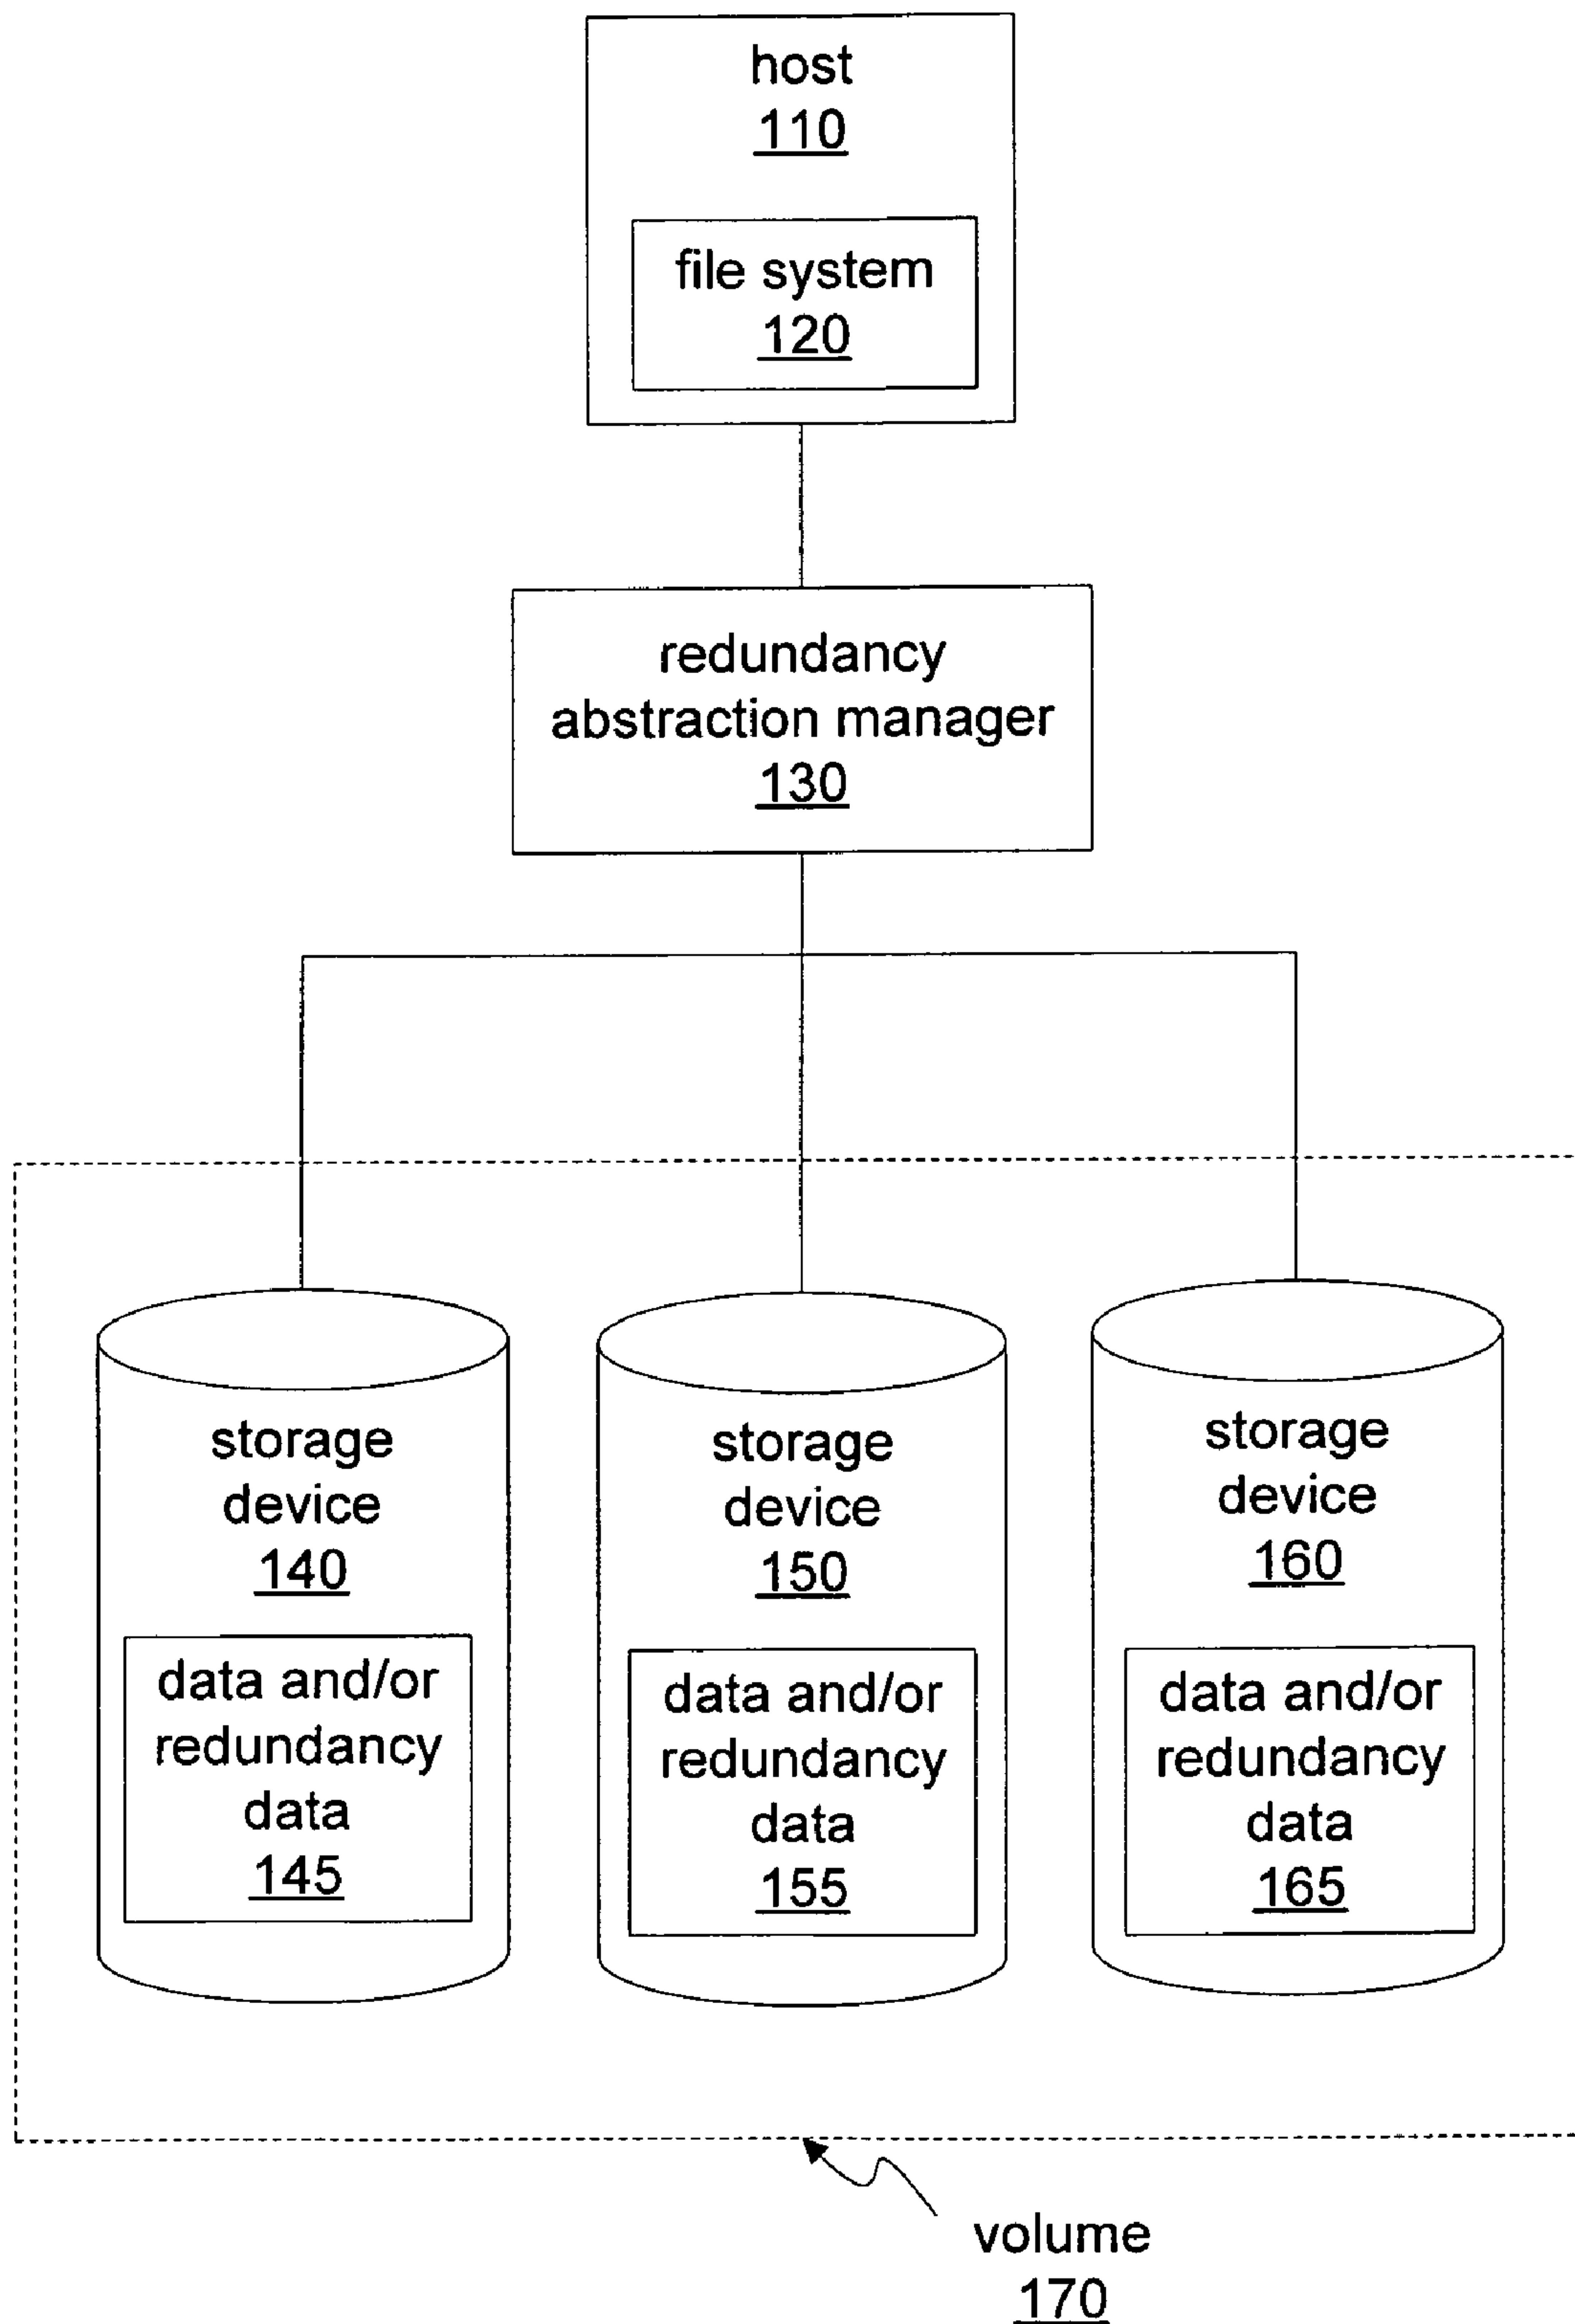 host
110
file system
120
redundancy
abstraction manager
130
storage
device
140
data and/or
redundancy
data
145
storage
device
150
data and/or
redundancy
data
155
storage
device
160
data and/or
redundancy
data
165
volume
170